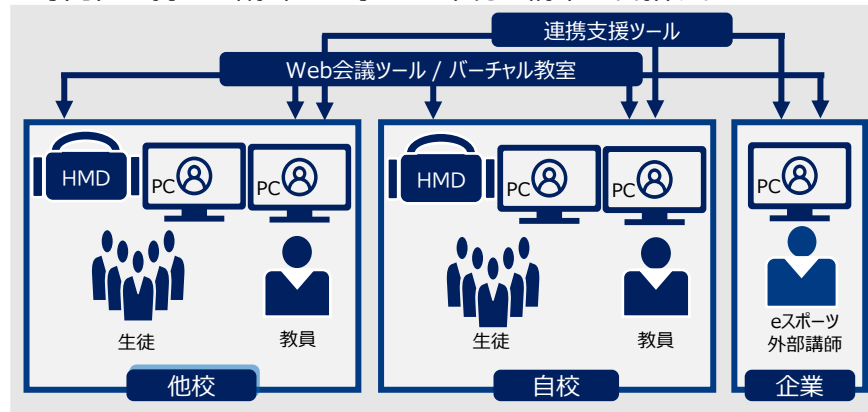 連携支援ツール
Web会議ツール / バーチャル教室
HMD
PC
PC
生徒
教員
他校
HMD
PC
PC
生徒
教員
自校
PC
eスポーツ
外部講師
企業